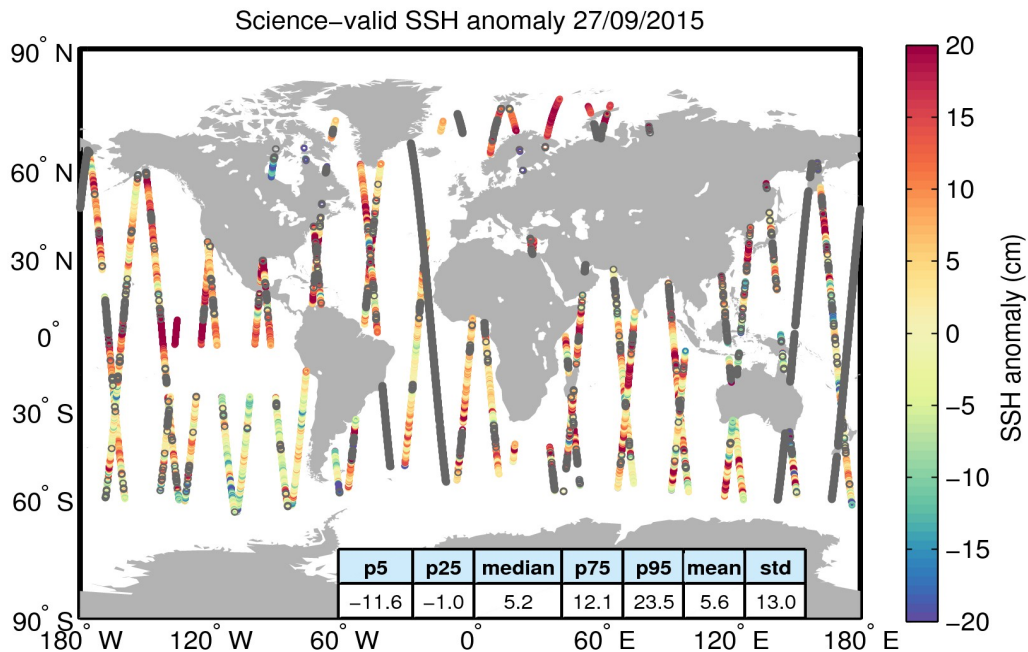 Science−valid SSH anomaly 27/09/2015
90° N
60° N
30° N
0°
30° S
60° S
90° S
180° W 120° W 60° W 0° 60° E 120° E 180° E
p5 p25 median p75 p95 mean std
−11.6 −1.0 5.2 12.1 23.5 5.6 13.0
20
15
10
5
0
−5
−10
−15
−20
SSH anomaly (cm)